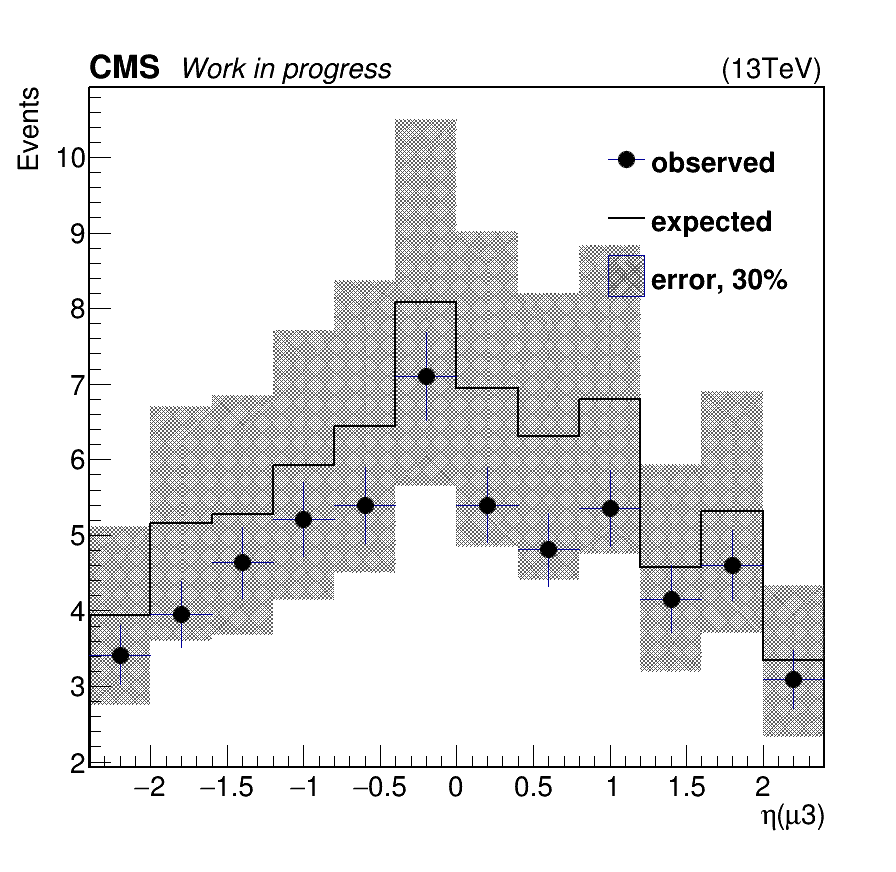 CMS Work in progress (13TeV)
Events
10
9
8
7
6
5
4
3
2
observed
expected
error, 30%
−2 −1.5 −1 −0.5 0 0.5 1 1.5 2
η(μ3)